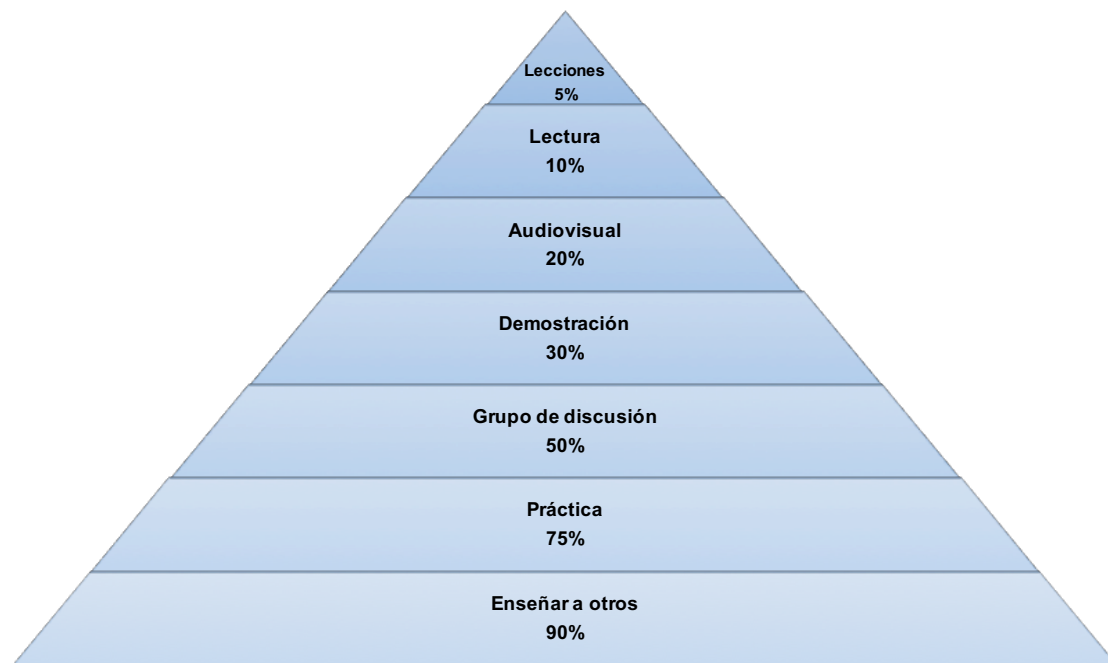 Lecciones
5%
Lectura
10%
Audiovisual
20%
Demostración
30%
Grupo de discusión
50%
Práctica
75%
Enseñar a otros
90%